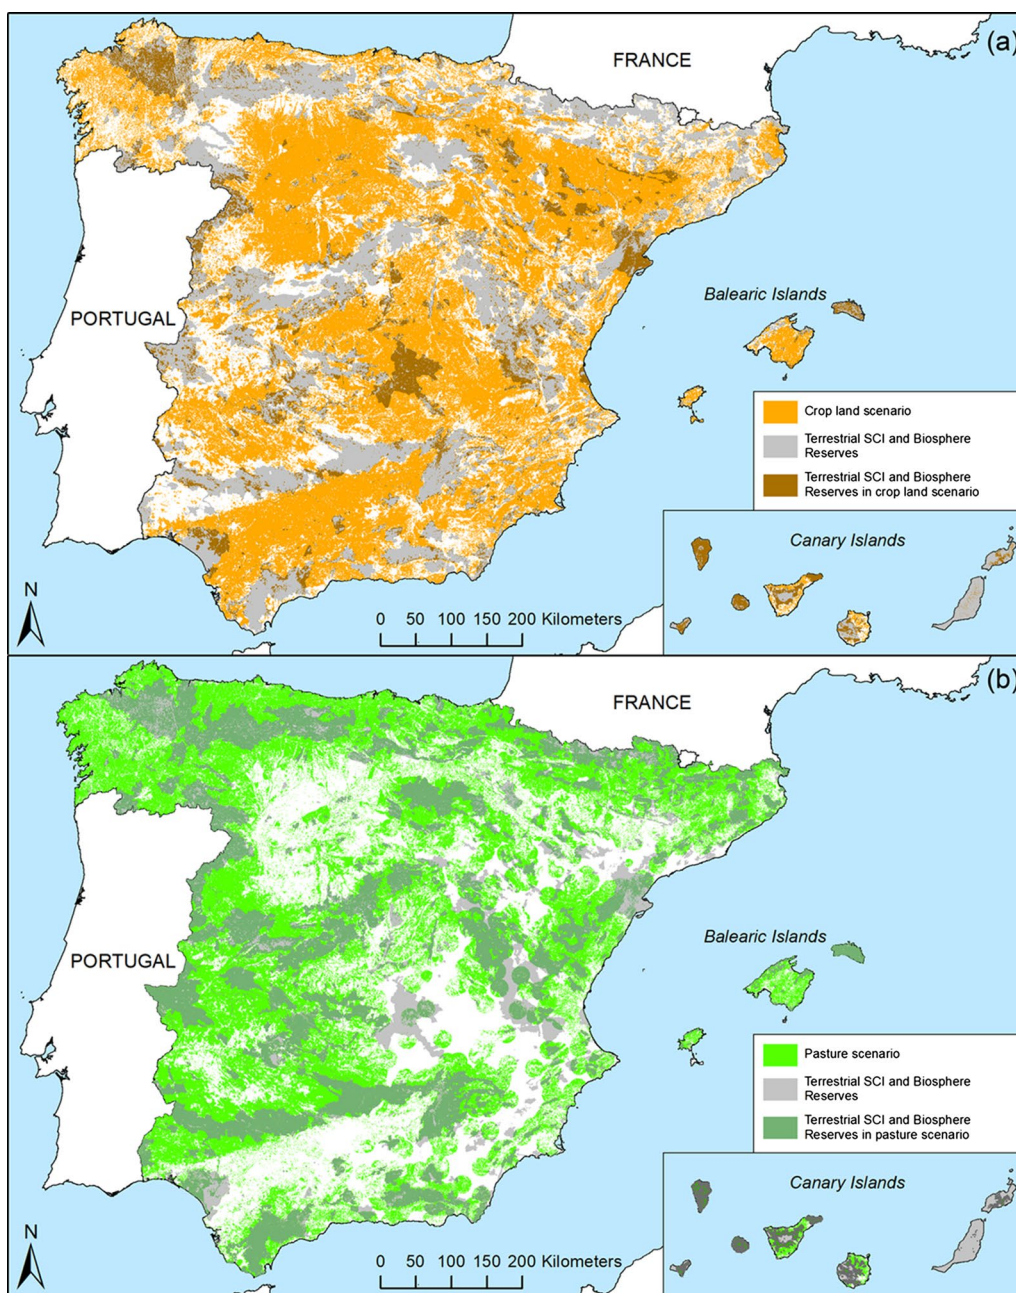 (a)
FRANCE
PORTUGAL
Balearic Islands
Crop land scenario
Terrestrial SCI and Biosphere
Reserves
Terrestrial SCI and Biosphere
Reserves in crop land scenario
Canary Islands
N
0 50 100 150 200 Kilometers
(b)
FRANCE
PORTUGAL
Balearic Islands
Pasture scenario
Terrestrial SCI and Biosphere
Reserves
Terrestrial SCI and Biosphere
Reserves in pasture scenario
Canary Islands
N
0 50 100 150 200 Kilometers